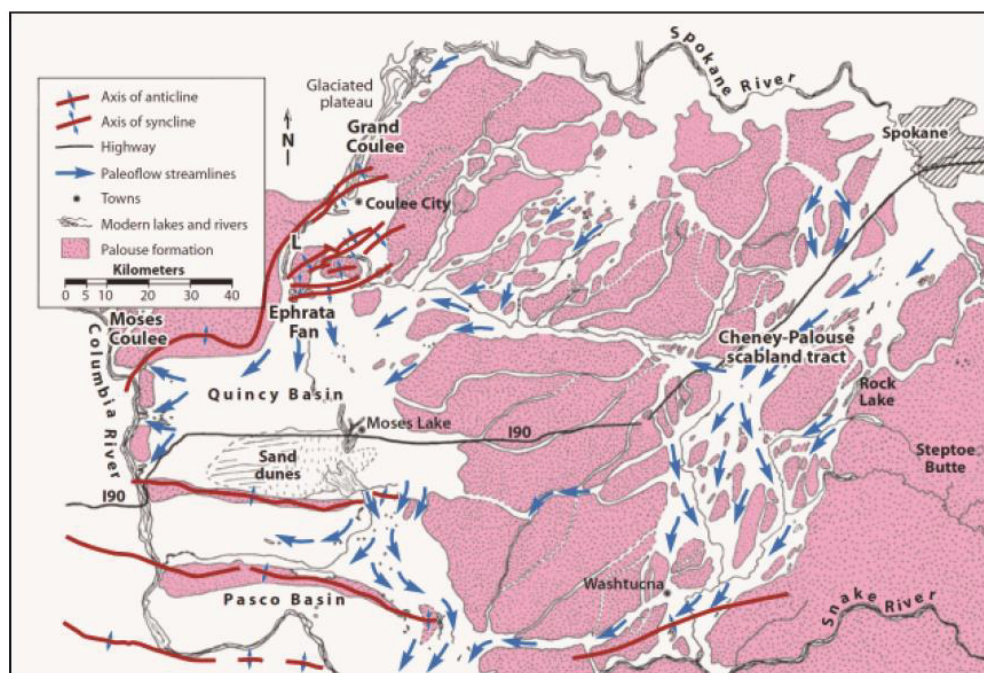 Axis of anticline
Axis of syncline
Highway
Paleoflow streamlines
Towns
Modern lakes and rivers
Palouse formation
Kilometers
0 5 10 20 30 40
N
Glaciated
plateau
Grand
Coulee
Coulee City
L
Spokane
River
Spokane
Moses
Coulee
Ephrata
Fan
Columbia River
Quincy Basin
Moses Lake
Cheney-Palouse
scabland tract
Rock
Lake
I90
Sand
dunes
Steptoe
Butte
I90
Washtucna
Pasco Basin
Snake River